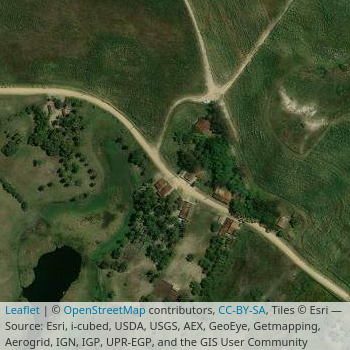 Leaflet | © OpenStreetMap contributors, CC-BY-SA, Tiles © Esri —
Source: Esri, i-cubed, USDA, USGS, AEX, GeoEye, Getmapping,
Aerogrid, IGN, IGP, UPR-EGP, and the GIS User Community